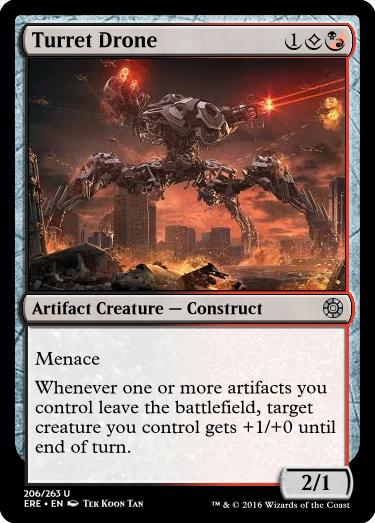 Turret Drone 1
Artifact Creature — Construct
Menace
Whenever one or more artifacts you
control leave the battlefield, target
creature you control gets +1/+0 until
end of turn.
2/1
206/263 U
ERE • EN Tek Koon Tan
™ & © 2016 Wizards of the Coast